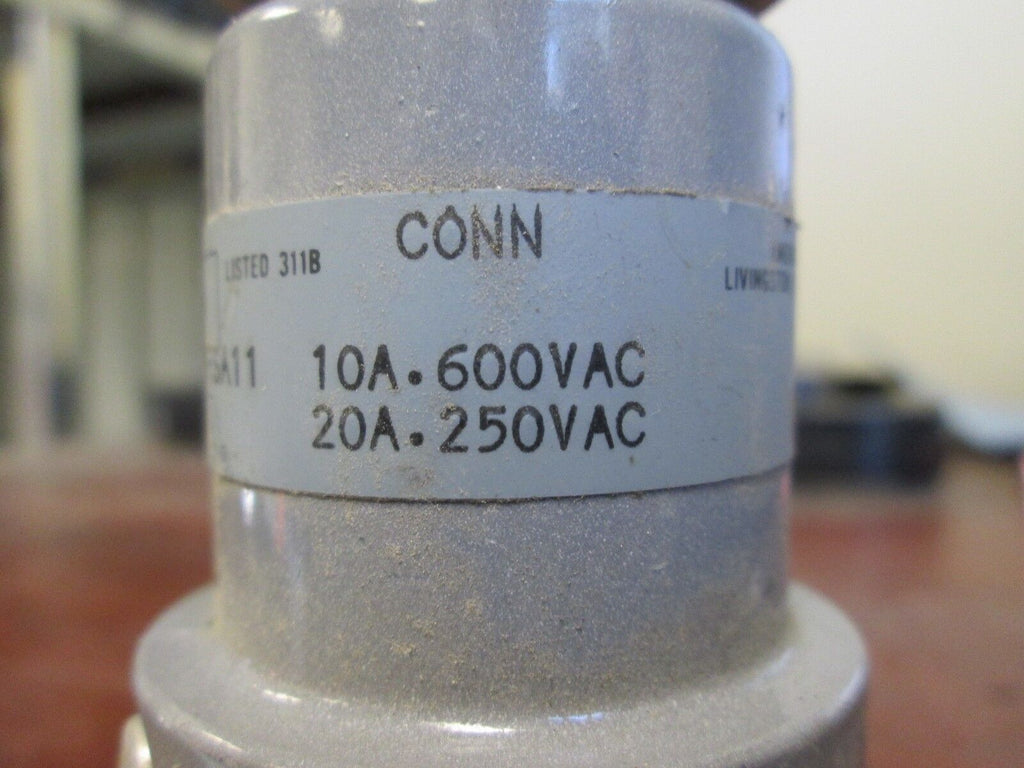 CONN
LISTED 311B
10A. 600VAC
20A. 250VAC